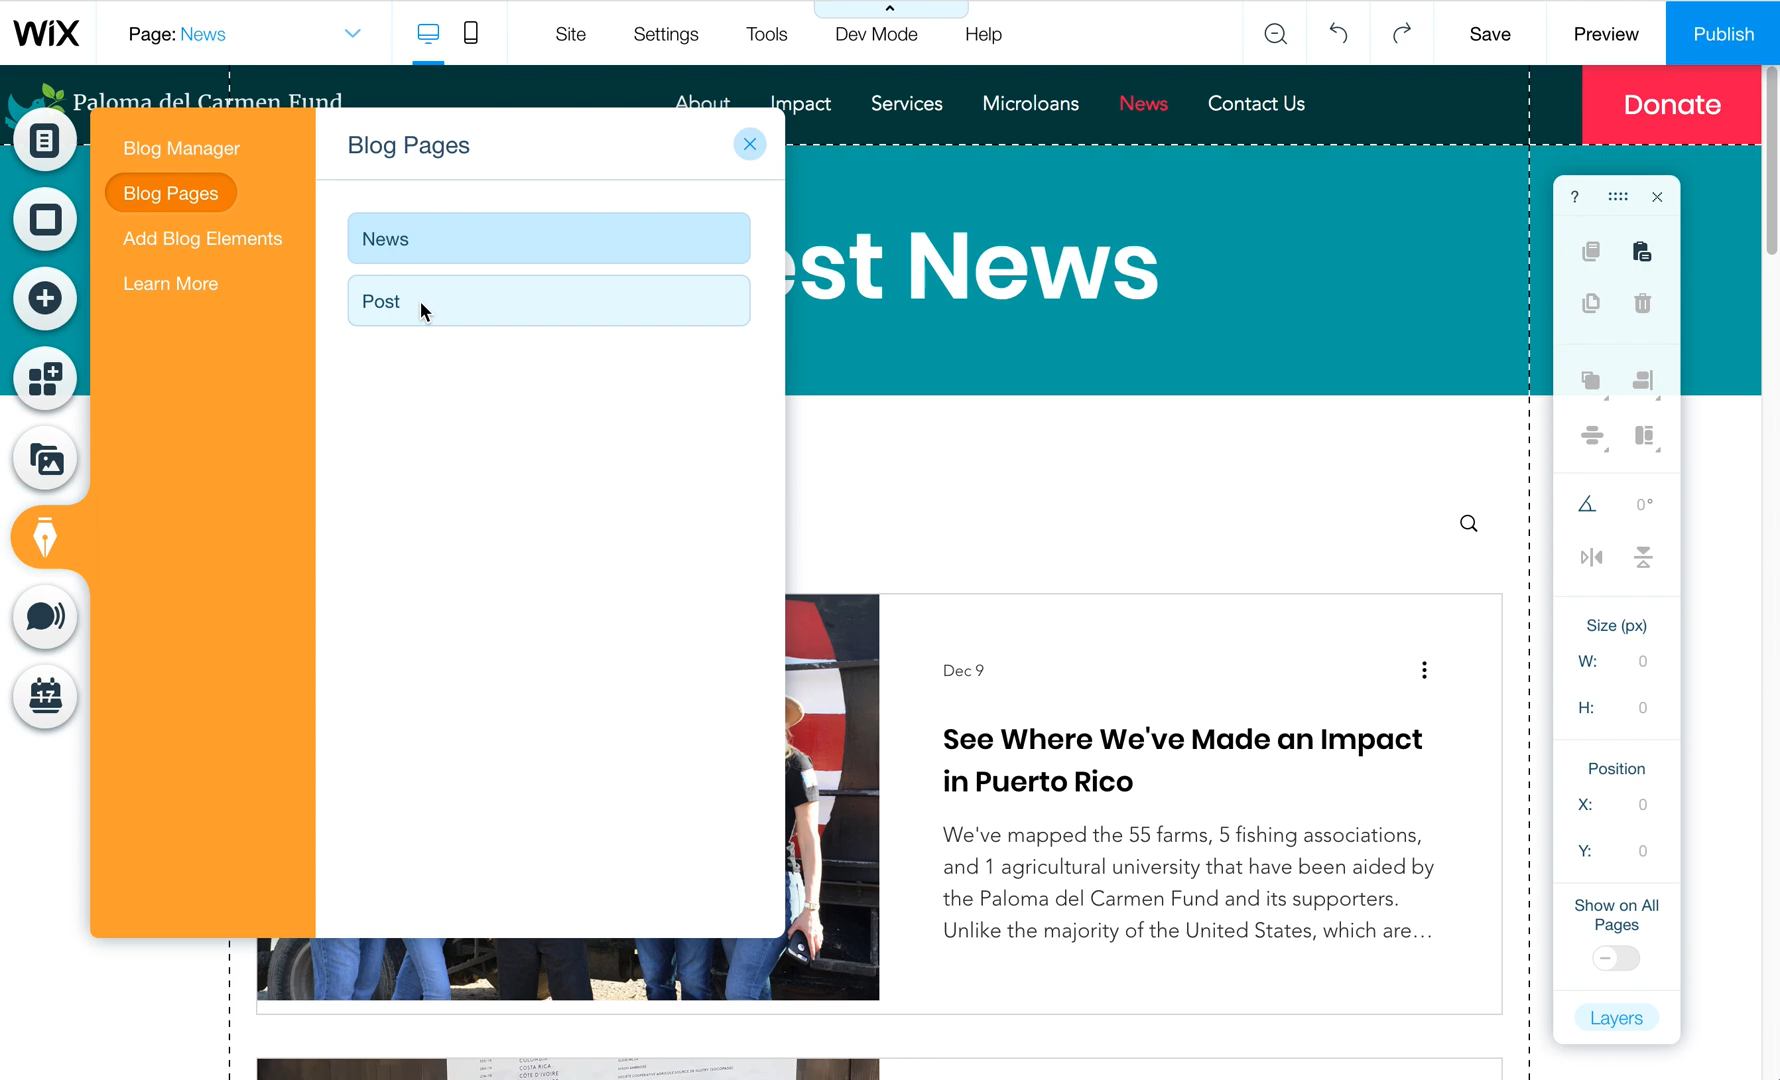 WiX
Page: News
Site
Settings
Tools
Dev Mode
Help
Save
Preview
Publish
Paloma del Carmen Fund
About
Impact
Services
Microloans
News
Contact Us
Donate
Blog Manager
Blog Pages
Add Blog Elements
Learn More
Blog Pages
News
Post
est News
Dec 9
See Where We've Made an Impact
in Puerto Rico
We've mapped the 55 farms, 5 fishing associations,
and 1 agricultural university that have been aided by
the Paloma del Carmen Fund and its supporters.
Unlike the majority of the United States, which are...
?
0°
Size (px)
W: 0
H: 0
Position
X: 0
Y: 0
Show on All
Pages
Layers
17
COSTA RICA
CÔTE D'IVOIRE